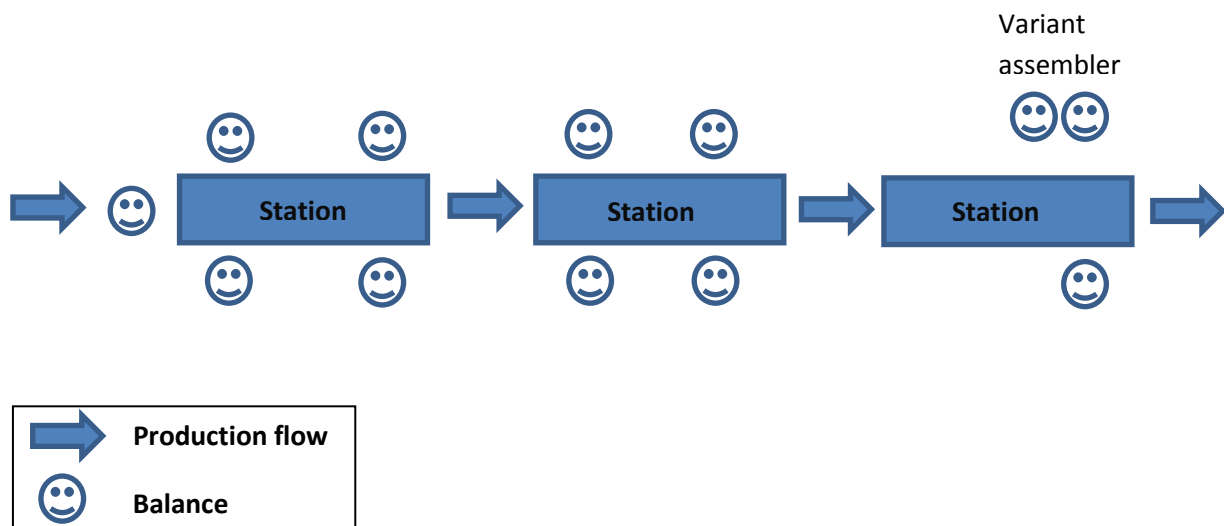 Variant
assembler
Station
Station
Station
Production flow
Balance